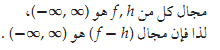 مجال كل من f, h هو (−∞, ∞)،
لذا فإن مجال (f − h) هو (−∞, ∞) .